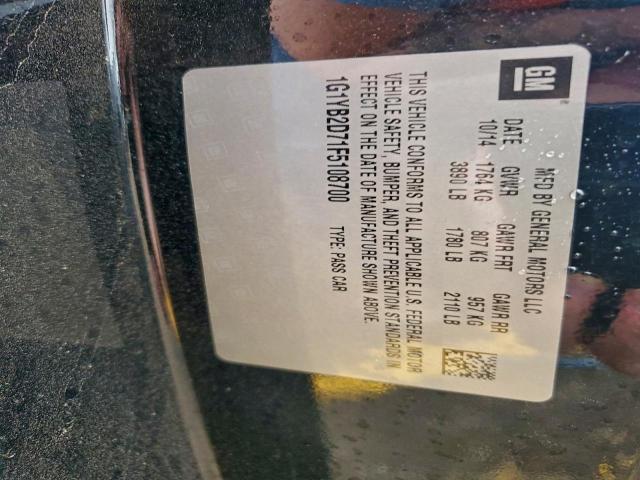 GM
MFD BY GENERAL MOTORS LLC
DATE GVWR GAWR FRT GAWR RR
10/14 1764 KG 807 KG 957 KG
3890 LB 1780 LB 2110 LB
THIS VEHICLE CONFORMS TO ALL APPLICABLE U.S. FEDERAL MOTOR
VEHICLE SAFETY, BUMPER, AND THEFT PREVENTION STANDARDS IN
EFFECT ON THE DATE OF MANUFACTURE SHOWN ABOVE.
1G1YB2D71F5108700 TYPE: PASS CAR